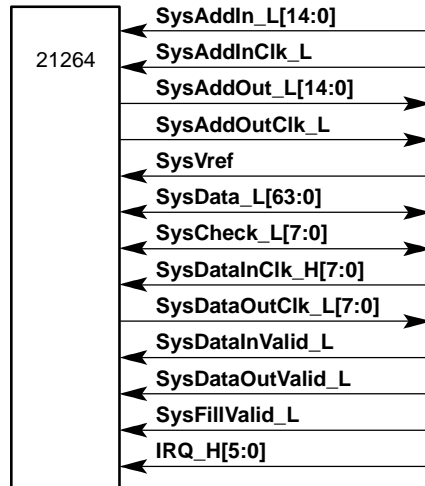 SysAddIn_L[14:0]
21264
SysAddInClk_L
SysAddOut_L[14:0]
SysAddOutClk_L
SysVref
SysData_L[63:0]
SysCheck_L[7:0]
SysDataInClk_H[7:0]
SysDataOutClk_L[7:0]
SysDataInValid_L
SysDataOutValid_L
SysFillValid_L
IRQ_H[5:0]